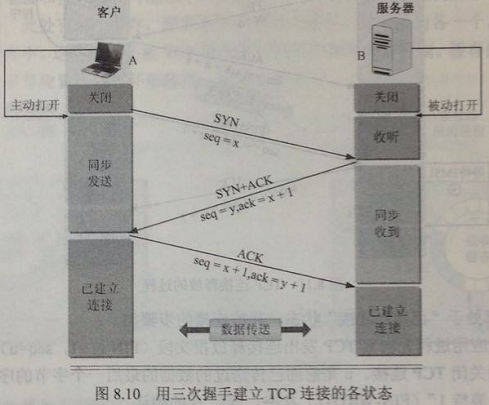 客户
服务器
A
B
主动打开
关闭
关闭
被动打开
SYN
seq = x
收听
同步
发送
SYN+ACK
seq = y,ack = x + 1
同步
收到
ACK
seq = x + 1,ack = y + 1
已建立
连接
数据传送
已建立
连接
图 8.10 用三次握手建立 TCP 连接的各状态